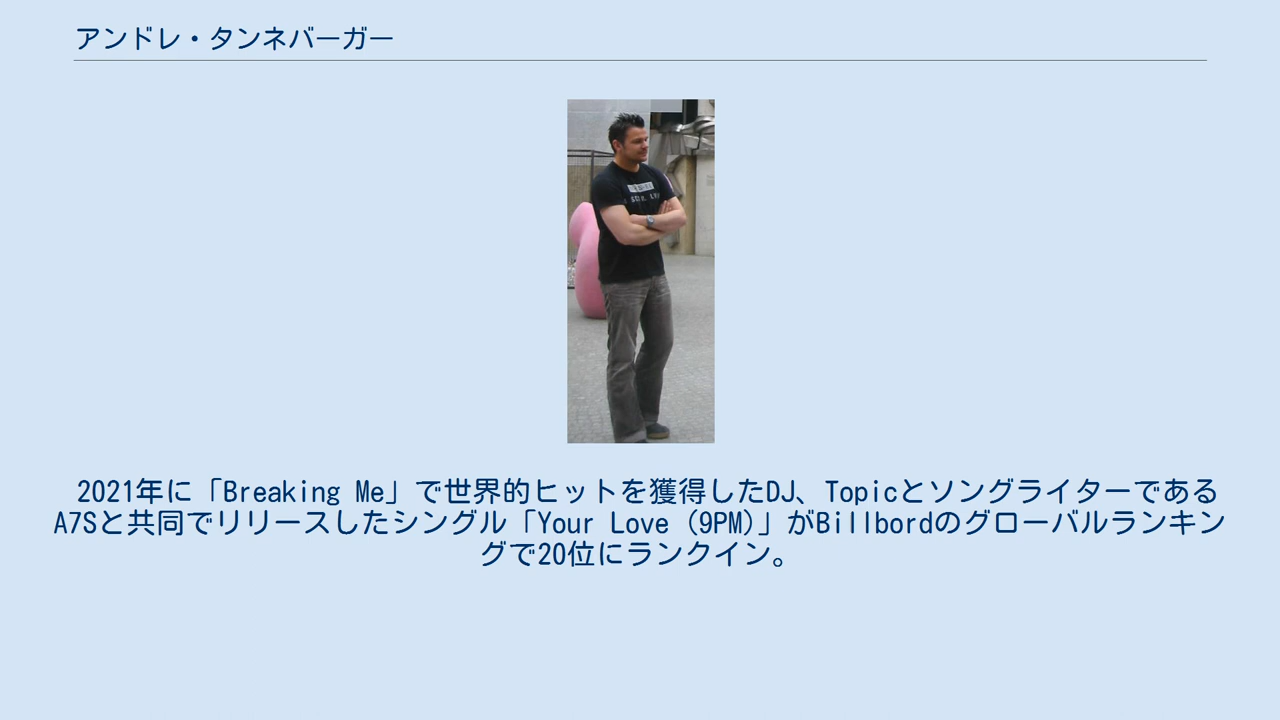 アンドレ・タンネバーガー
2021年に「Breaking Me」で世界的ヒットを獲得したDJ、Topicとソングライターである
A7Sと共同でリリースしたシングル「Your Love (9PM)」がBillbordのグローバルランキン
グで20位にランクイン。